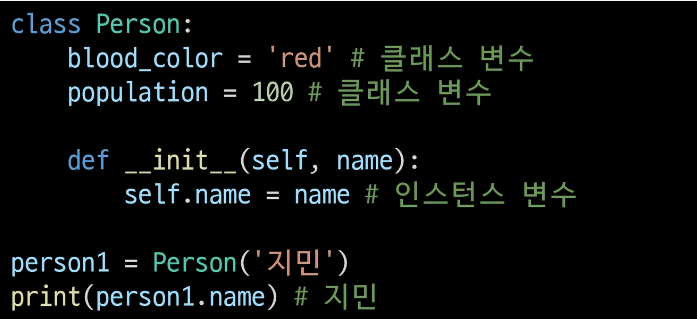 class Person:
    blood_color = 'red' # 클래스 변수
    population = 100 # 클래스 변수

    def __init__(self, name):
        self.name = name # 인스턴스 변수

person1 = Person('지민')
print(person1.name) # 지민